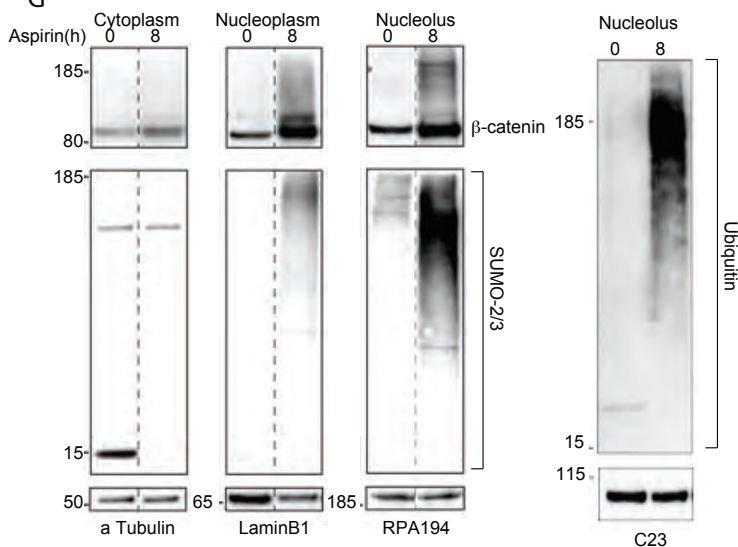 G
Cytoplasm Nucleoplasm Nucleolus Nucleolus
Aspirin(h) 0 8 0 8 0 8 0 8
185
80
β-catenin
185
185
SUMO-2/3
Ubiquitin
15
15
50 65 185
115
a Tubulin LaminB1 RPA194 C23